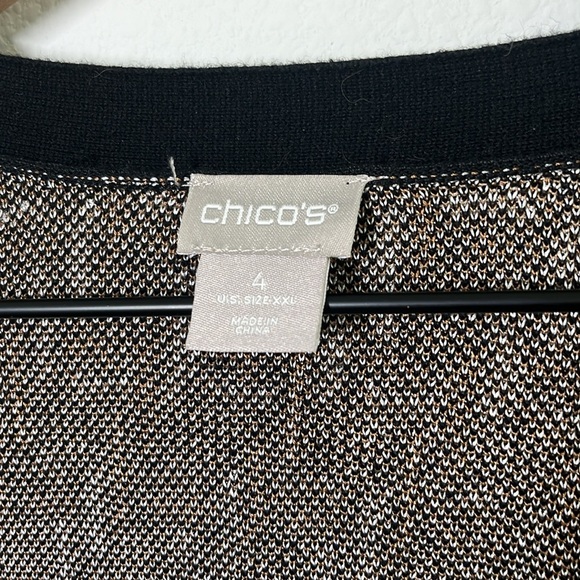 chico's®
4
U.S. SIZE-XXL
MADE IN
CHINA